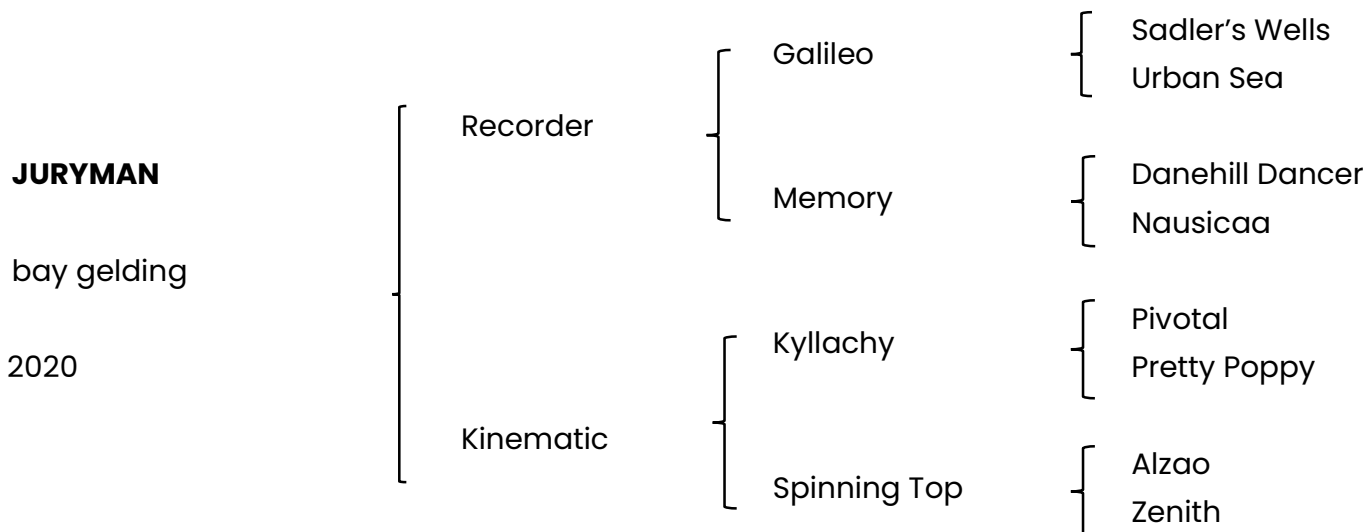 JURYMAN
bay gelding
2020
Recorder
Kinematic
Galileo
Memory
Kyllachy
Spinning Top
Sadler’s Wells
Urban Sea
Danehill Dancer
Nausicaa
Pivotal
Pretty Poppy
Alzao
Zenith